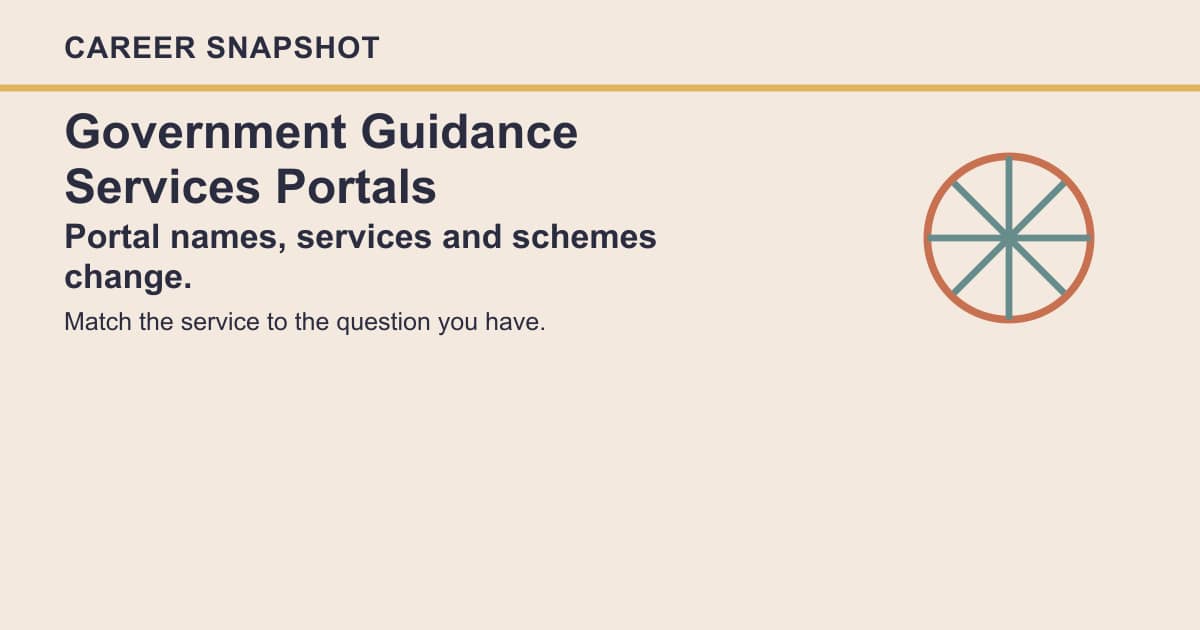 CAREER SNAPSHOT
Government Guidance
Services Portals
Portal names, services and schemes
change.
Match the service to the question you have.